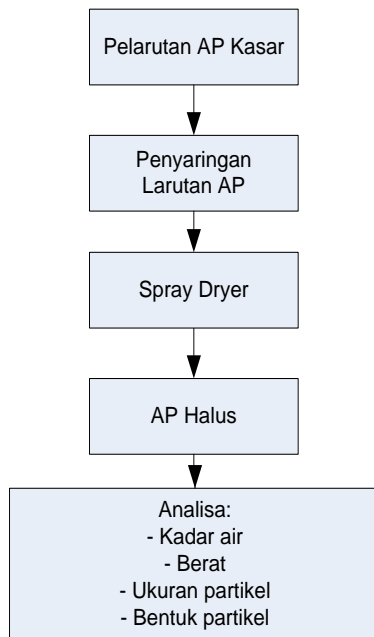 Pelarutan AP Kasar
Penyaringan
Larutan AP
Spray Dryer
AP Halus
Analisa:
- Kadar air
- Berat
- Ukuran partikel
- Bentuk partikel